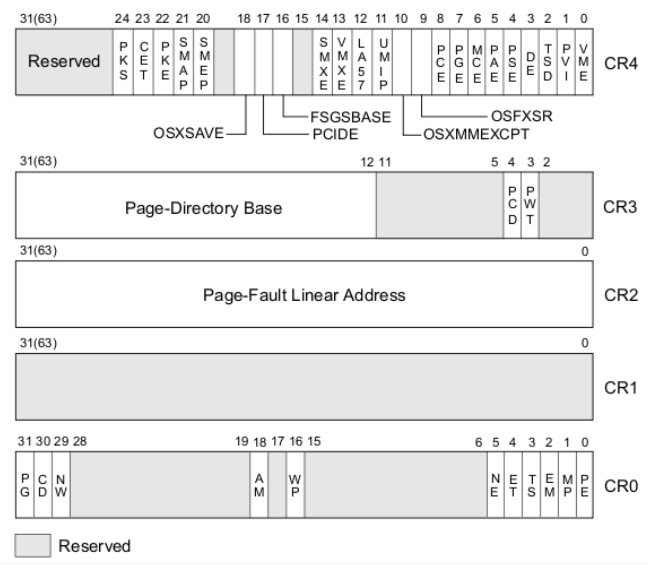 31(63) 24 23 22 21 20 18 17 16 15 14 13 12 11 10 9 8 7 6 5 4 3 2 1 0
Reserved PKS CET PKE SMAP SMEP SMXE VMXE LA57 UMIP PCE PGE MCE PAE PSE DE TSD PVI VME CR4
FSGSBASE OSFXSR
OSXSAVE PCIDE OSXMMEXCPT
31(63) 12 11 5 4 3 2
Page-Directory Base PCD PWT CR3
31(63) 0
Page-Fault Linear Address CR2
31(63) 0
CR1
31 30 29 28 19 18 17 16 15 6 5 4 3 2 1 0
PG CD NW AM WP NE ET TS EM MP PE CR0
Reserved